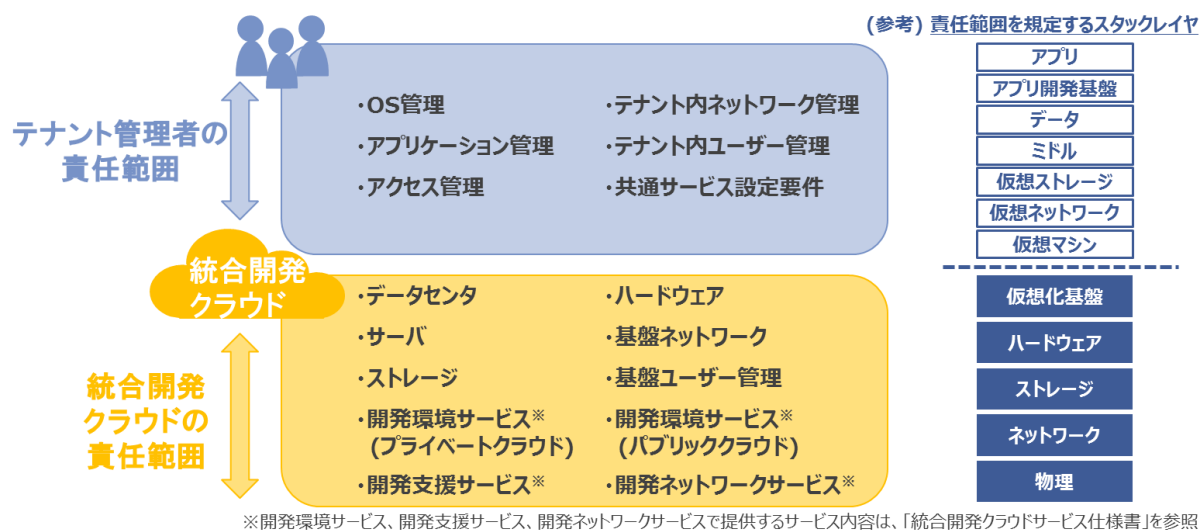 (参考) 責任範囲を規定するスタックレイヤ
テナント管理者の
責任範囲
・OS管理
・アプリケーション管理
・アクセス管理
・テナント内ネットワーク管理
・テナント内ユーザー管理
・共通サービス設定要件
アプリ
アプリ開発基盤
データ
ミドル
仮想ストレージ
仮想ネットワーク
仮想マシン
統合開発
クラウド
統合開発
クラウドの
責任範囲
・データセンタ
・サーバ
・ストレージ
・開発環境サービス※
(プライベートクラウド)
・開発支援サービス※
・ハードウェア
・基盤ネットワーク
・基盤ユーザー管理
・開発環境サービス※
(パブリッククラウド)
・開発ネットワークサービス※
仮想化基盤
ハードウェア
ストレージ
ネットワーク
物理
※開発環境サービス、開発支援サービス、開発ネットワークサービスで提供するサービス内容は、「統合開発クラウドサービス仕様書」を参照